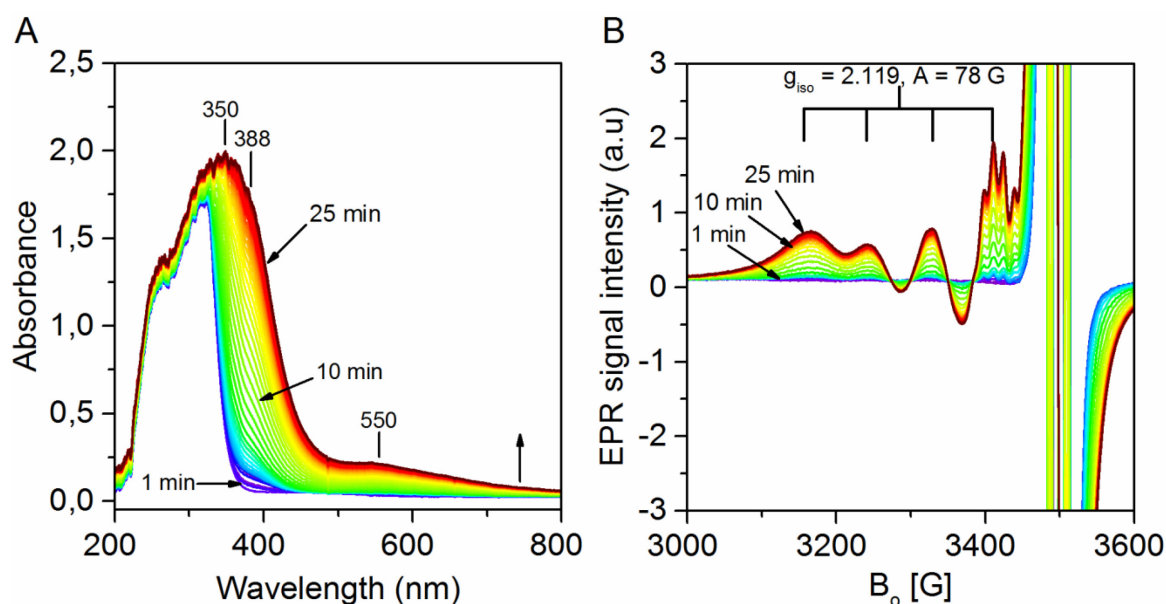 A
2,5
2,0
1,5
1,0
0,5
0,0
Absorbance
350
388
25 min
10 min
550
1 min
200 400 600 800
Wavelength (nm)
B
3
2
1
0
-1
-2
-3
EPR signal intensity (a.u)
g_iso = 2.119, A = 78 G
25 min
10 min
1 min
3000 3200 3400 3600
B_o [G]